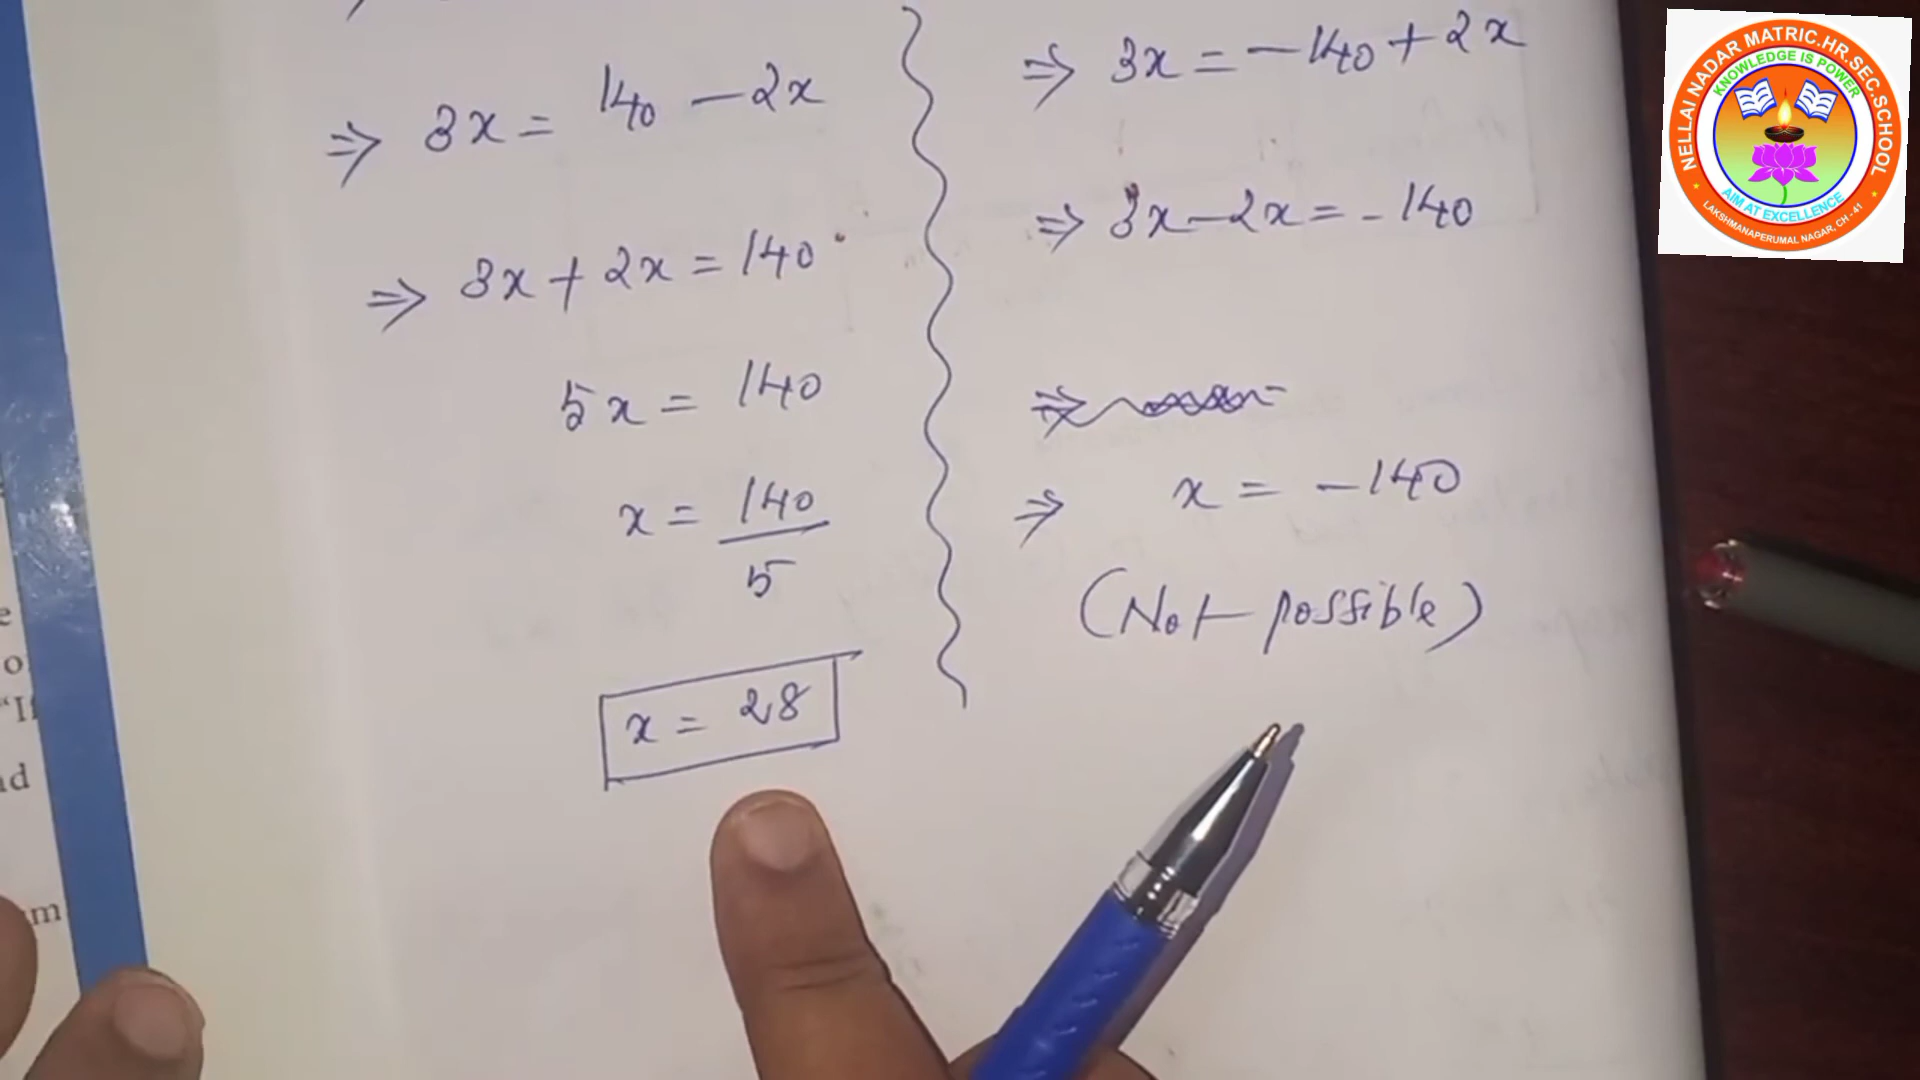 ⇒ 3x = 140 - 2x
⇒ 3x + 2x = 140
5x = 140
x = 140/5
x = 28
⇒ 3x = -140 + 2x
⇒ 3x - 2x = -140
⇒ x = -140
(Not possible)
NELLAI NADAR MATRIC.HR.SEC.SCHOOL
KNOWLEDGE IS POWER
AIM AT EXCELLENCE
LAKSHMANAPERUMAL NAGAR, CH - 41
"If